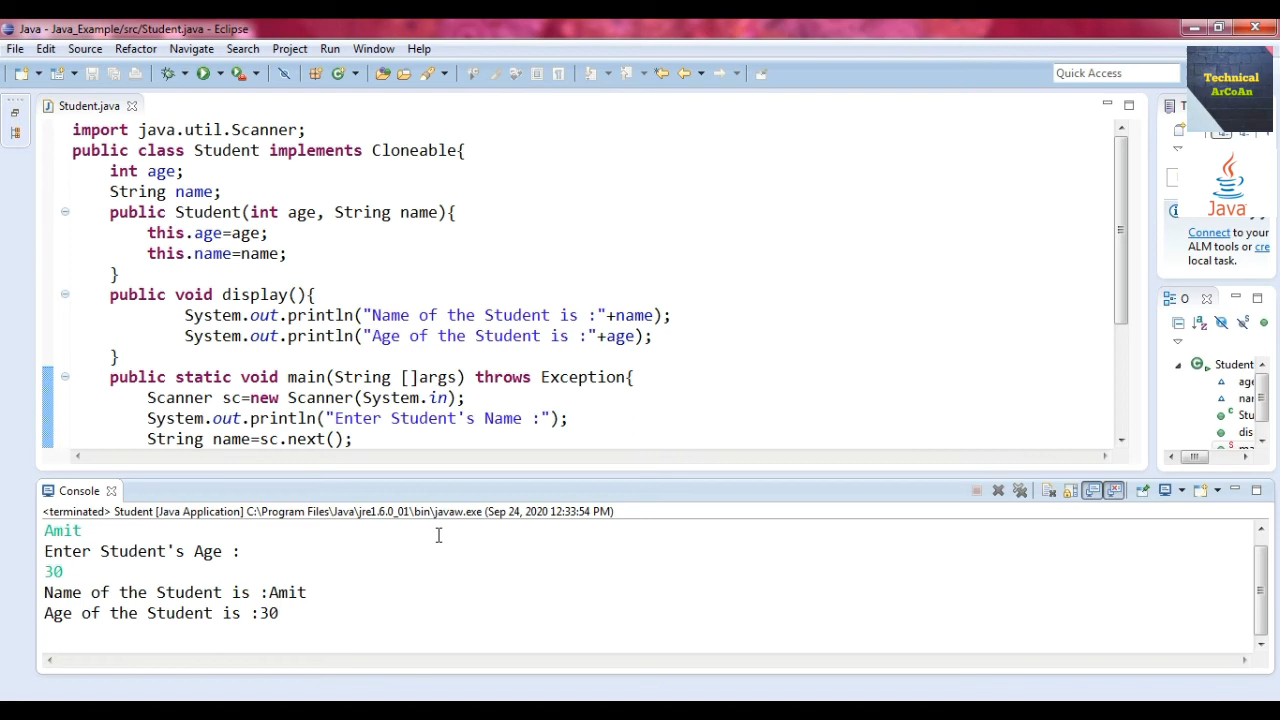 Java - Java_Example/src/Student.java - Eclipse
File Edit Source Refactor Navigate Search Project Run Window Help
Quick Access
Technical
ArCoAn
Student.java
import java.util.Scanner;
public class Student implements Cloneable{
int age;
String name;
public Student(int age, String name){
this.age=age;
this.name=name;
}
public void display(){
System.out.println("Name of the Student is :"+name);
System.out.println("Age of the Student is :"+age);
}
public static void main(String []args) throws Exception{
Scanner sc=new Scanner(System.in);
System.out.println("Enter Student's Name :");
String name=sc.next();
Java
Connect to your
ALM tools or cre
local task.
O
Student
age
nar
Stu
dis
Console
<terminated> Student [Java Application] C:\Program Files\Java\jre1.6.0_01\bin\javaw.exe (Sep 24, 2020 12:33:54 PM)
Amit
Enter Student's Age :
30
Name of the Student is :Amit
Age of the Student is :30